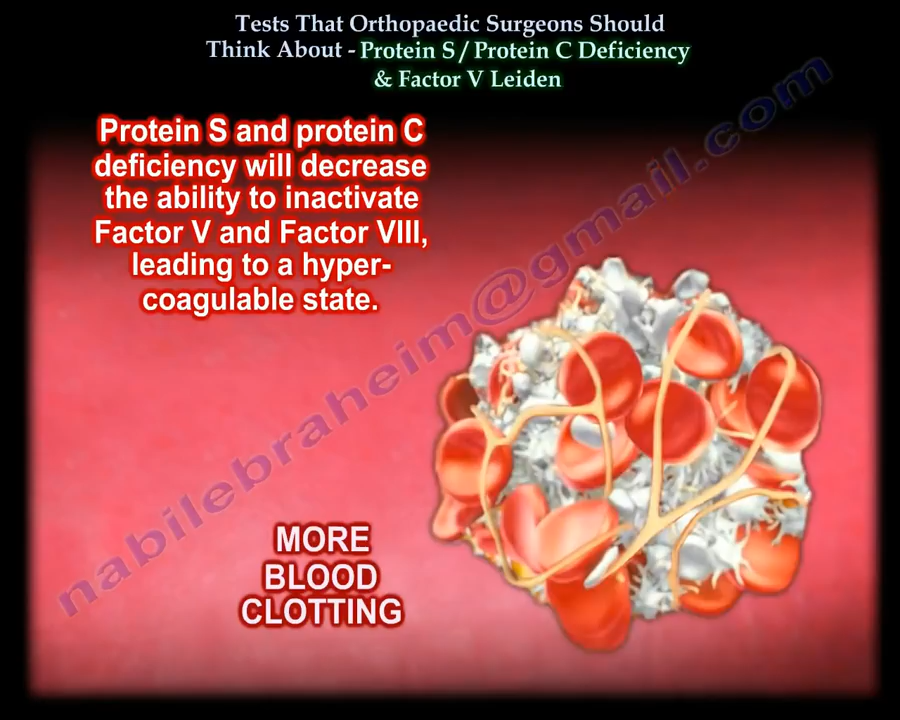 Tests That Orthopaedic Surgeons Should
Think About - Protein S / Protein C Deficiency
& Factor V Leiden
Protein S and protein C
deficiency will decrease
the ability to inactivate
Factor V and Factor VIII,
leading to a hyper-
coagulable state.
nabilebraheim@gmail.com
MORE
BLOOD
CLOTTING